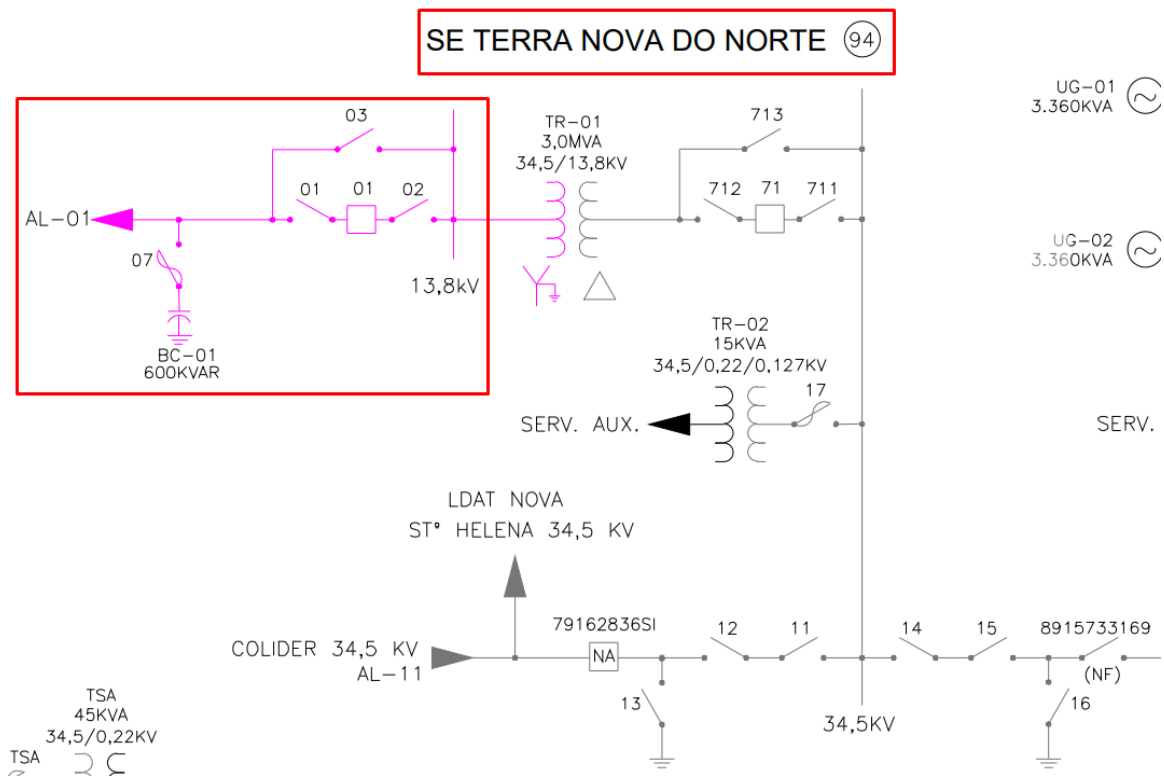 SE TERRA NOVA DO NORTE 94
UG-01
3.360KVA
03
TR-01
3,0MVA
34,5/13,8KV
713
01 01 02
712 71 711
AL-01
UG-02
3.360KVA
07
13,8kV
BC-01
600KVAR
TR-02
15KVA
34,5/0,22/0,127KV
17
SERV. AUX.
SERV.
LDAT NOVA
STª HELENA 34,5 KV
79162836SI
12 11 14 15 8915733169
COLIDER 34,5 KV
AL-11
NA
(NF)
13
16
34,5KV
TSA
45KVA
34,5/0,22KV
TSA